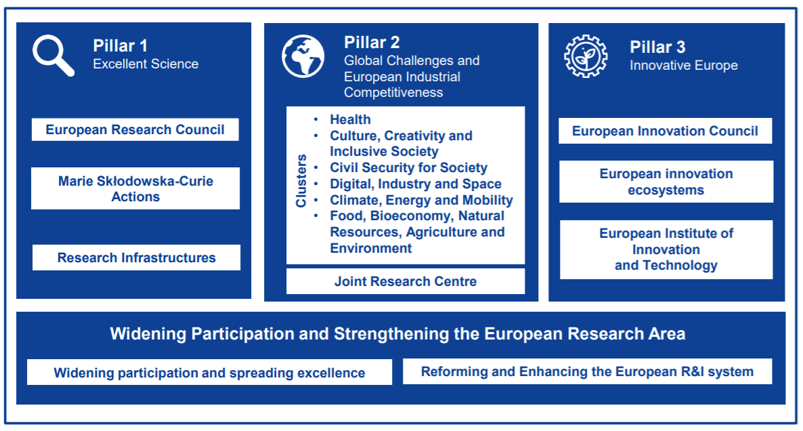 Pillar 1
Excellent Science
European Research Council
Marie Skłodowska-Curie
Actions
Research Infrastructures
Pillar 2
Global Challenges and
European Industrial
Competitiveness
Clusters
• Health
• Culture, Creativity and
Inclusive Society
• Civil Security for Society
• Digital, Industry and Space
• Climate, Energy and Mobility
• Food, Bioeconomy, Natural
Resources, Agriculture and
Environment
Joint Research Centre
Pillar 3
Innovative Europe
European Innovation Council
European innovation
ecosystems
European Institute of
Innovation
and Technology
Widening Participation and Strengthening the European Research Area
Widening participation and spreading excellence
Reforming and Enhancing the European R&I system